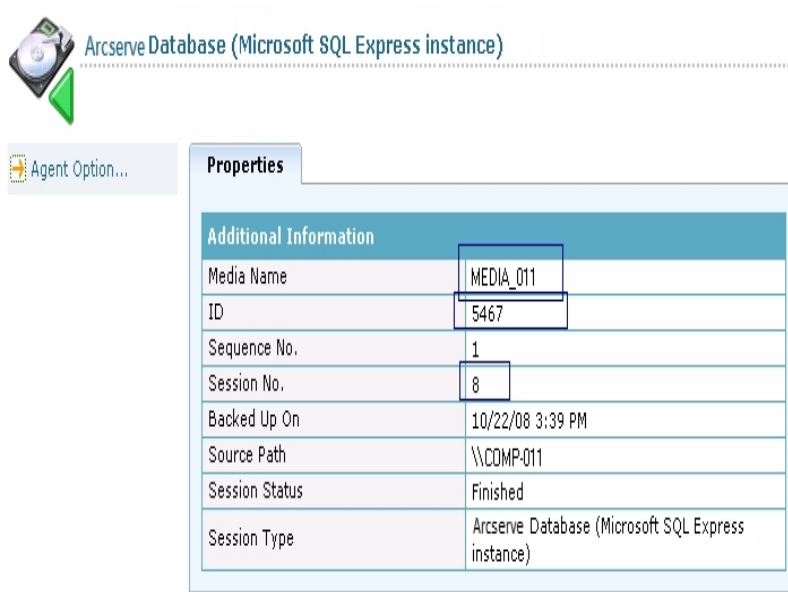 Arcserve Database (Microsoft SQL Express instance)
Agent Option...
Properties
Additional Information
Media Name MEDIA_011
ID 5467
Sequence No. 1
Session No. 8
Backed Up On 10/22/08 3:39 PM
Source Path \\COMP-011
Session Status Finished
Session Type Arcserve Database (Microsoft SQL Express
instance)